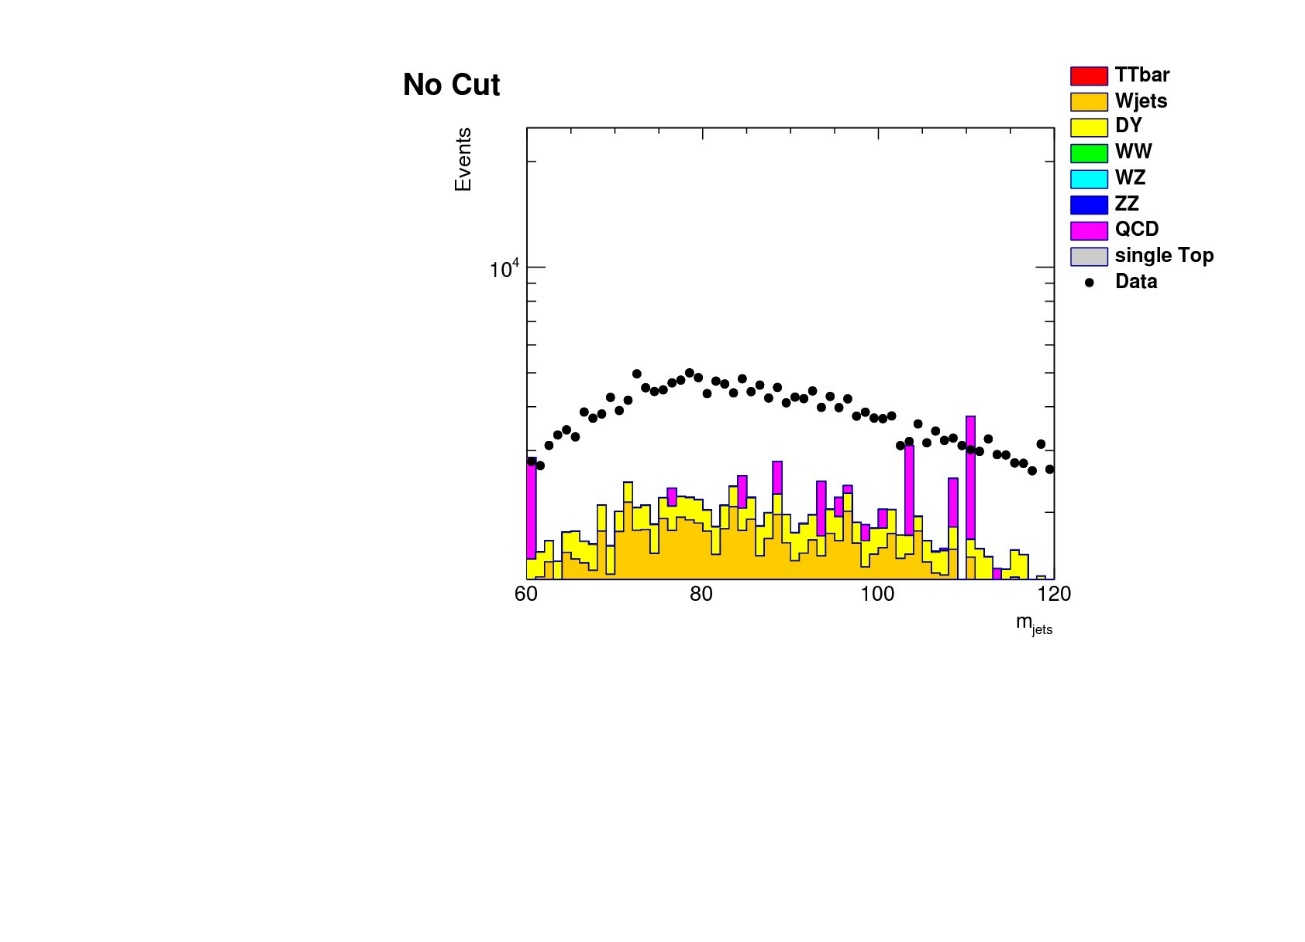 No Cut
Events
10^4
60 80 100 120
m_jets
TTbar
Wjets
DY
WW
WZ
ZZ
QCD
single Top
Data